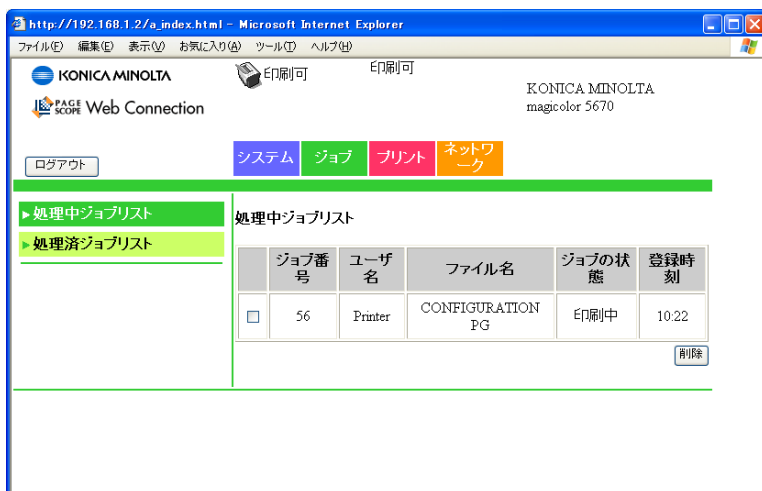 http://192.168.1.2/a_index.html - Microsoft Internet Explorer
ファイル(F) 編集(E) 表示(V) お気に入り(A) ツール(T) ヘルプ(H)
KONICA MINOLTA
印刷可
印刷可
KONICA MINOLTA
magicolor 5670
PAGE SCOPE Web Connection
ログアウト
システム
ジョブ
プリント
ネットワ
ーク
処理中ジョブリスト
処理済ジョブリスト
処理中ジョブリスト
ジョブ番
号
ユーザ
名
ファイル名
ジョブの状
態
登録時
刻
56
Printer
CONFIGURATION
PG
印刷中
10:22
削除